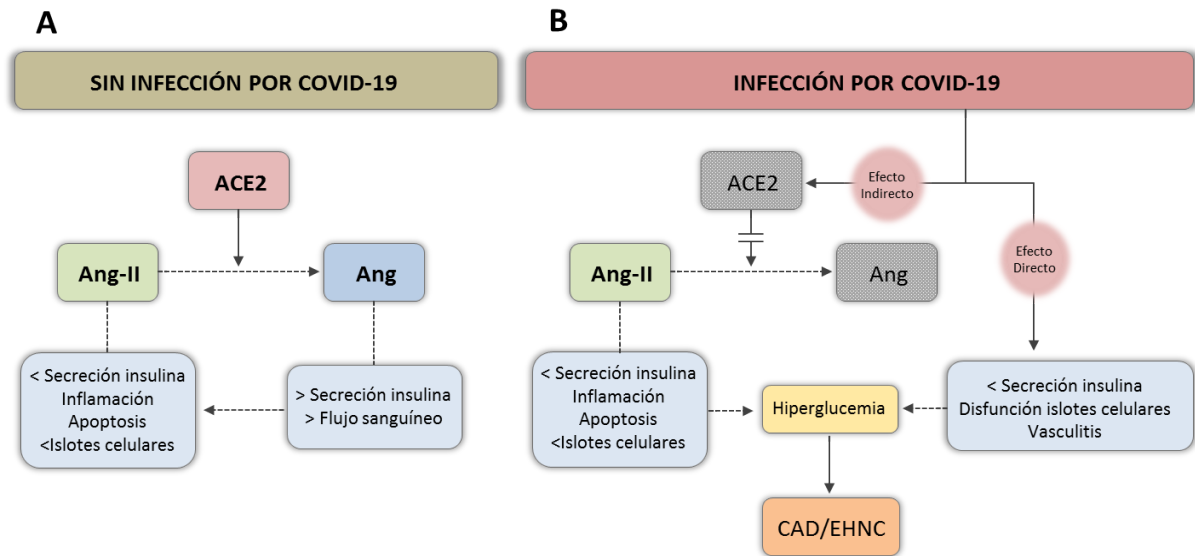 A
SIN INFECCIÓN POR COVID-19
ACE2
Ang-II
Ang
< Secreción insulina
Inflamación
Apoptosis
<Islotes celulares
> Secreción insulina
> Flujo sanguíneo
B
INFECCIÓN POR COVID-19
ACE2
Efecto
Indirecto
Efecto
Directo
Ang-II
Ang
< Secreción insulina
Inflamación
Apoptosis
<Islotes celulares
Hiperglucemia
< Secreción insulina
Disfunción islotes celulares
Vasculitis
CAD/EHNC